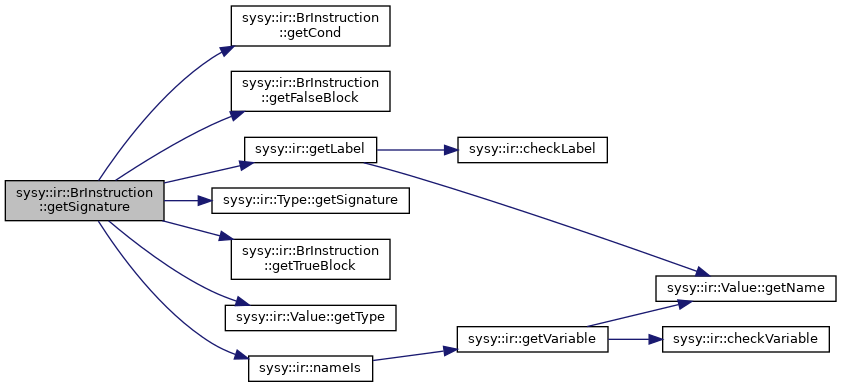 sysy::ir::BrInstruction
::getSignature
sysy::ir::BrInstruction
::getCond
sysy::ir::BrInstruction
::getFalseBlock
sysy::ir::getLabel
sysy::ir::Type::getSignature
sysy::ir::BrInstruction
::getTrueBlock
sysy::ir::Value::getType
sysy::ir::nameIs
sysy::ir::checkLabel
sysy::ir::getVariable
sysy::ir::Value::getName
sysy::ir::checkVariable